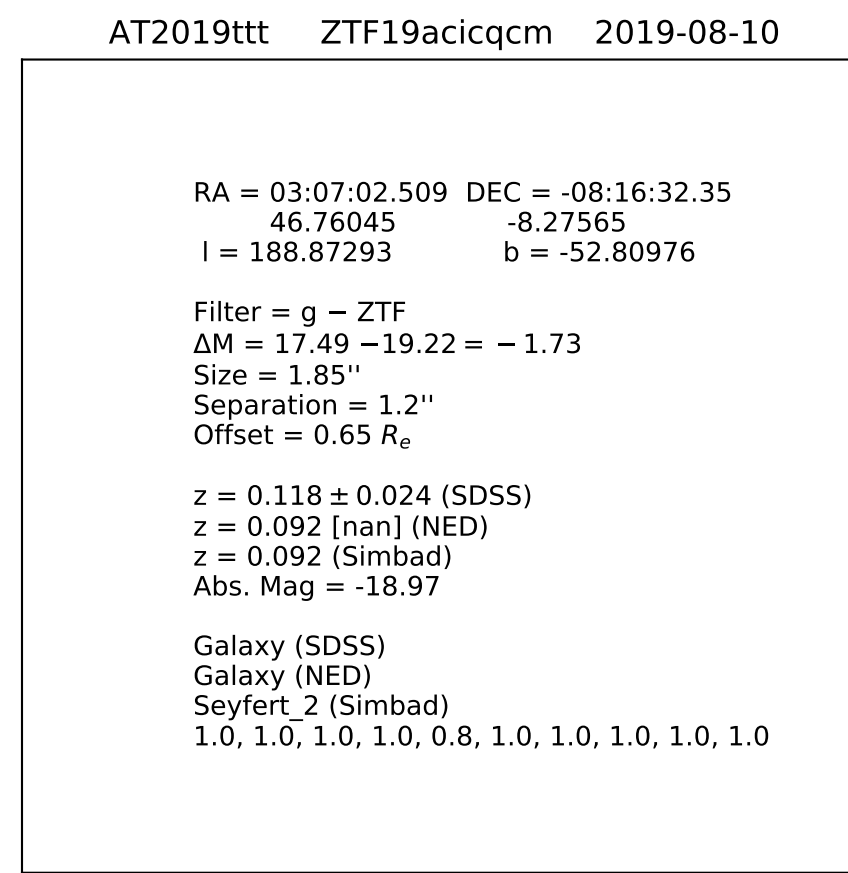 AT2019ttt ZTF19acicqcm 2019-08-10
RA = 03:07:02.509 DEC = -08:16:32.35
46.76045 -8.27565
l = 188.87293 b = -52.80976
Filter = g − ZTF
ΔM = 17.49 −19.22 = − 1.73
Size = 1.85''
Separation = 1.2''
Offset = 0.65 Re
z = 0.118 ± 0.024 (SDSS)
z = 0.092 [nan] (NED)
z = 0.092 (Simbad)
Abs. Mag = -18.97
Galaxy (SDSS)
Galaxy (NED)
Seyfert_2 (Simbad)
1.0, 1.0, 1.0, 1.0, 0.8, 1.0, 1.0, 1.0, 1.0, 1.0